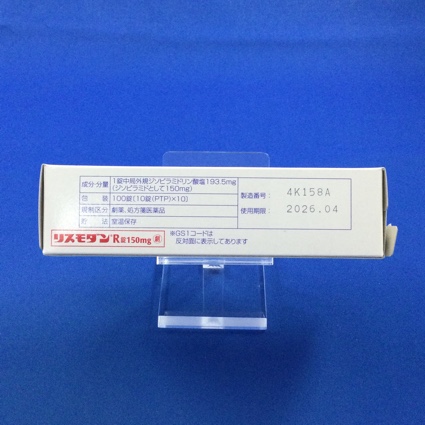 成分・分量 1錠中局外規ジソピラミドリン酸塩193.5mg
(ジソピラミドとして150mg)
包装 100錠(10錠(PTP)×10)
規制区分 劇薬、処方箋医薬品
貯法 室温保存
製造番号: 4K158A
使用期限: 2026.04
リスモダンR錠150mg 劇
※GS1コードは
反対面に表示してあります